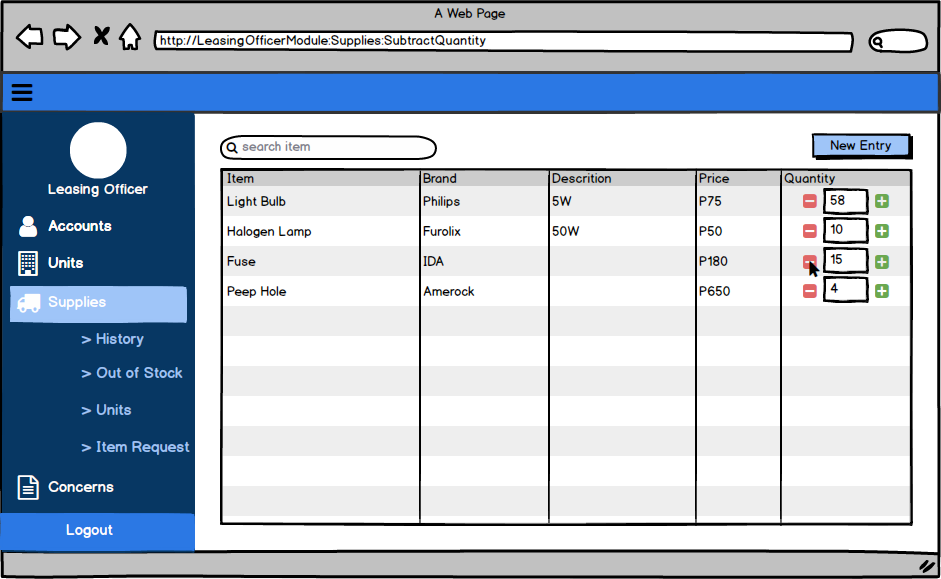 A Web Page
http://LeasingOfficerModule:Supplies:SubtractQuantity
search item
New Entry
Leasing Officer
Accounts
Units
Supplies
> History
> Out of Stock
> Units
> Item Request
Concerns
Logout
Item Brand Descrition Price Quantity
Light Bulb Philips 5W P75 58
Halogen Lamp Furolix 50W P50 10
Fuse IDA P180 15
Peep Hole Amerock P650 4